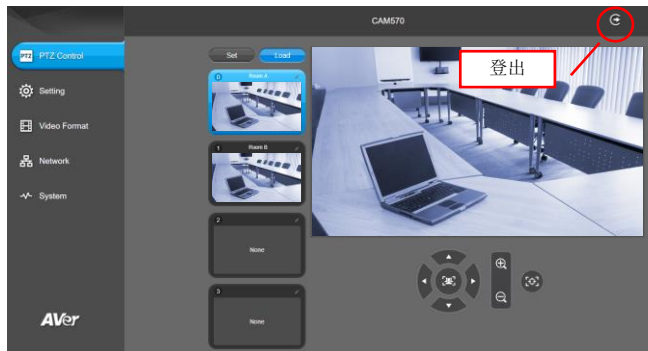 CAM570
登出
PTZ PTZ Control
Setting
Video Format
Network
System
AVer
Set
Load
0 Room A
1 Room B
2
None
3
None